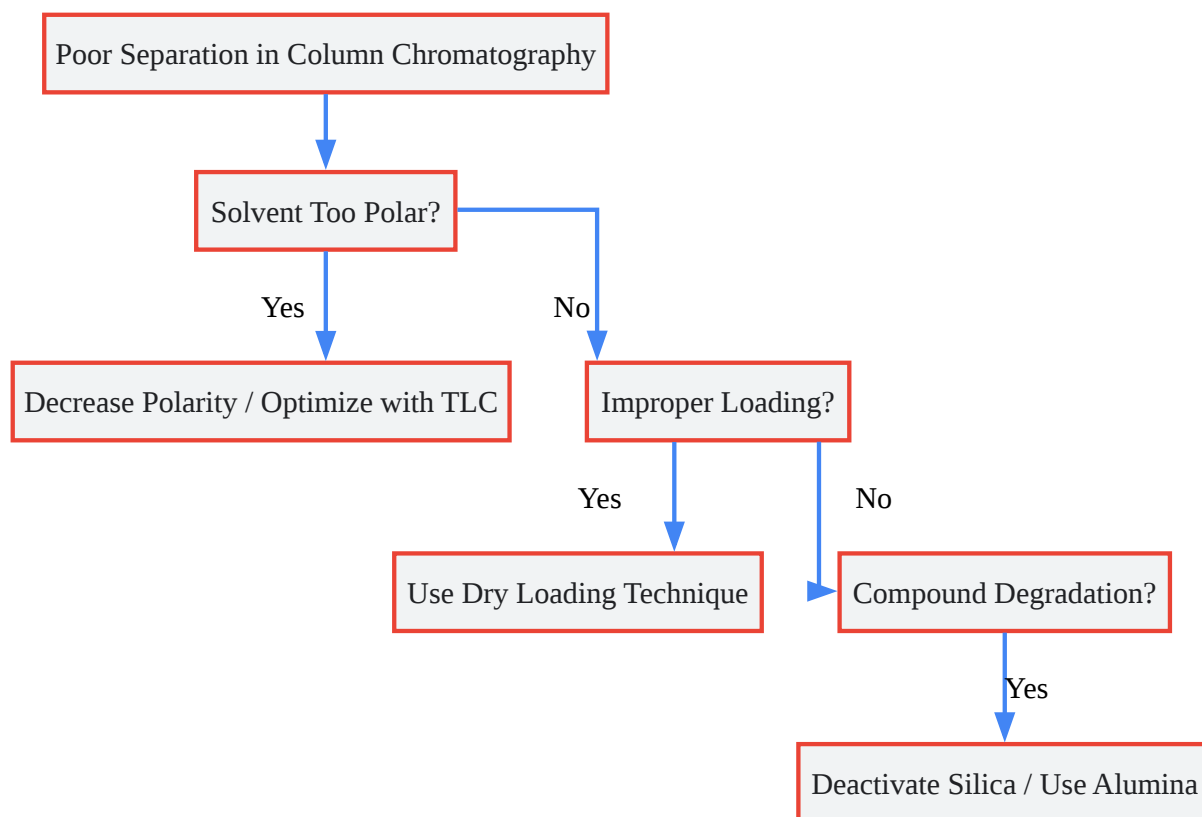 Poor Separation in Column Chromatography
Solvent Too Polar?
Yes
No
Decrease Polarity / Optimize with TLC
Improper Loading?
Yes
No
Use Dry Loading Technique
Compound Degradation?
Yes
Deactivate Silica / Use Alumina